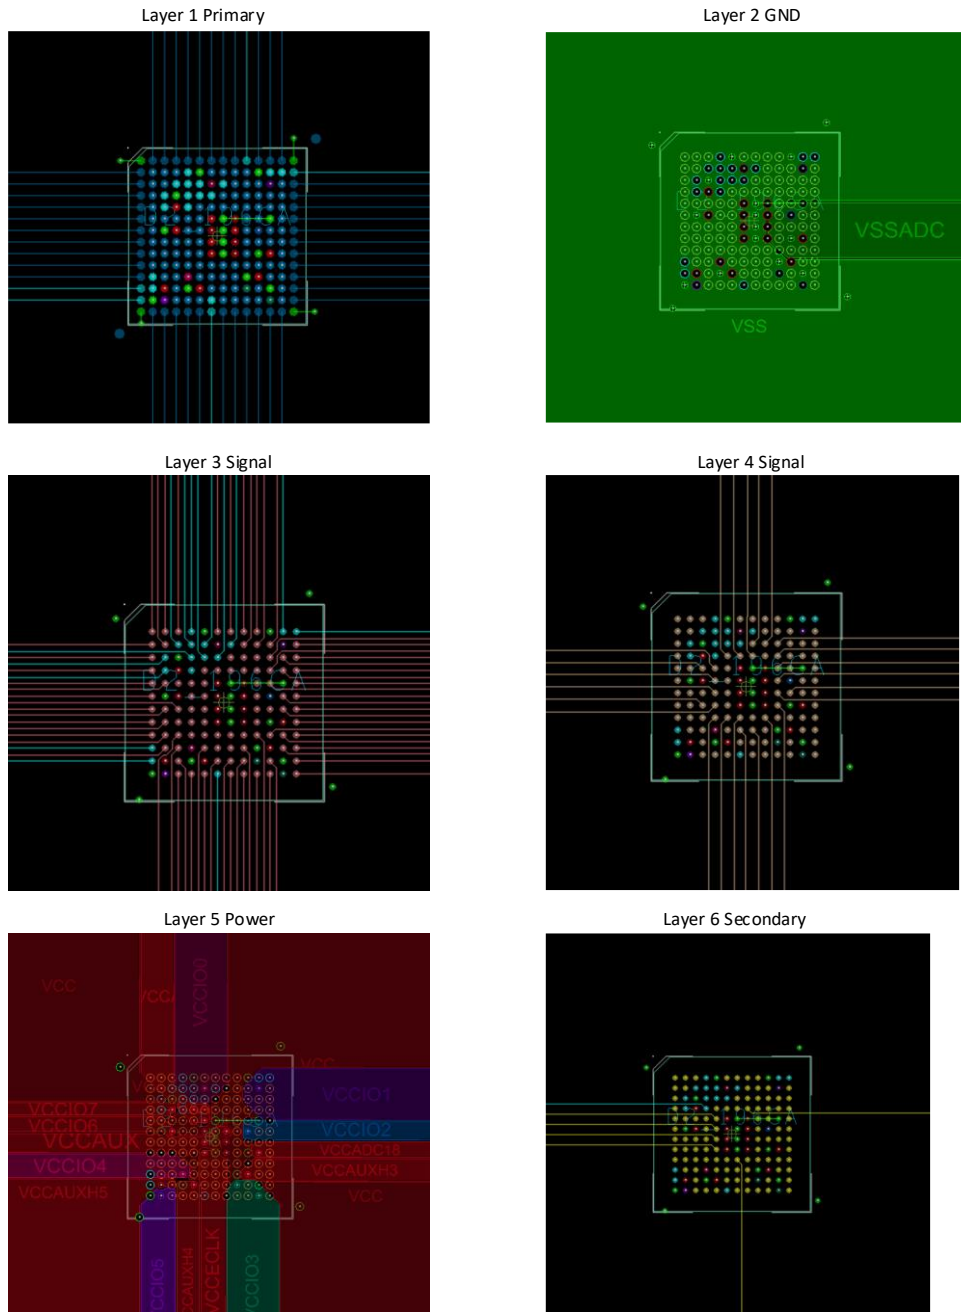 Layer 1 Primary
Layer 2 GND
VSSADC
VSS
Layer 3 Signal
Layer 4 Signal
Layer 5 Power
Layer 6 Secondary
VCC
VCCIO0
VCC
VCCIO1
VCCIO7
VCCIO6
VCCIO2
VCCAUX
VCCADC18
VCCIO4
VCCAUXH3
VCCAUXH5
VCC
VCCIO5
VCCAUXH4
VCCECLK
VCCIO3